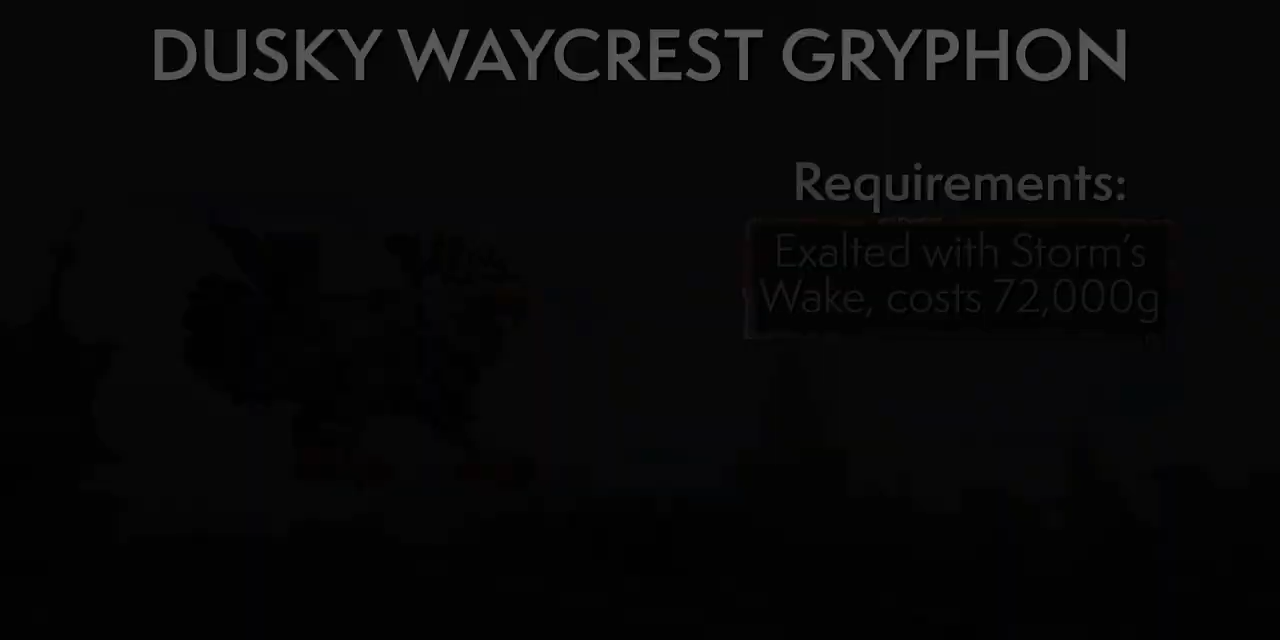 DUSKY WAYCREST GRYPHON
Requirements:
Exalted with Storm's
Wake, costs 72,000g